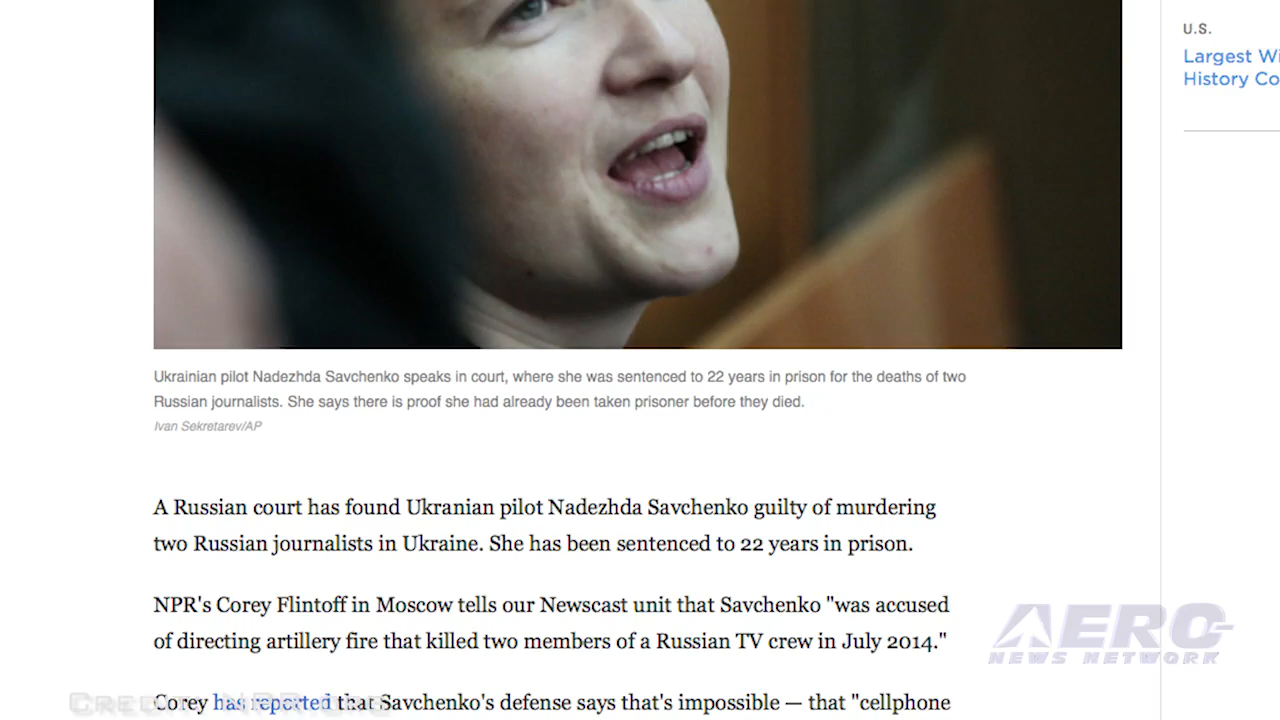 U.S.
Largest Wi
History Co
Ukrainian pilot Nadezhda Savchenko speaks in court, where she was sentenced to 22 years in prison for the deaths of two
Russian journalists. She says there is proof she had already been taken prisoner before they died.
Ivan Sekretarev/AP
A Russian court has found Ukranian pilot Nadezhda Savchenko guilty of murdering
two Russian journalists in Ukraine. She has been sentenced to 22 years in prison.
NPR's Corey Flintoff in Moscow tells our Newscast unit that Savchenko "was accused
of directing artillery fire that killed two members of a Russian TV crew in July 2014."
AERO
NEWS NETWORK
Corey has reported that Savchenko's defense says that's impossible — that "cellphone
Credit: NPR.org